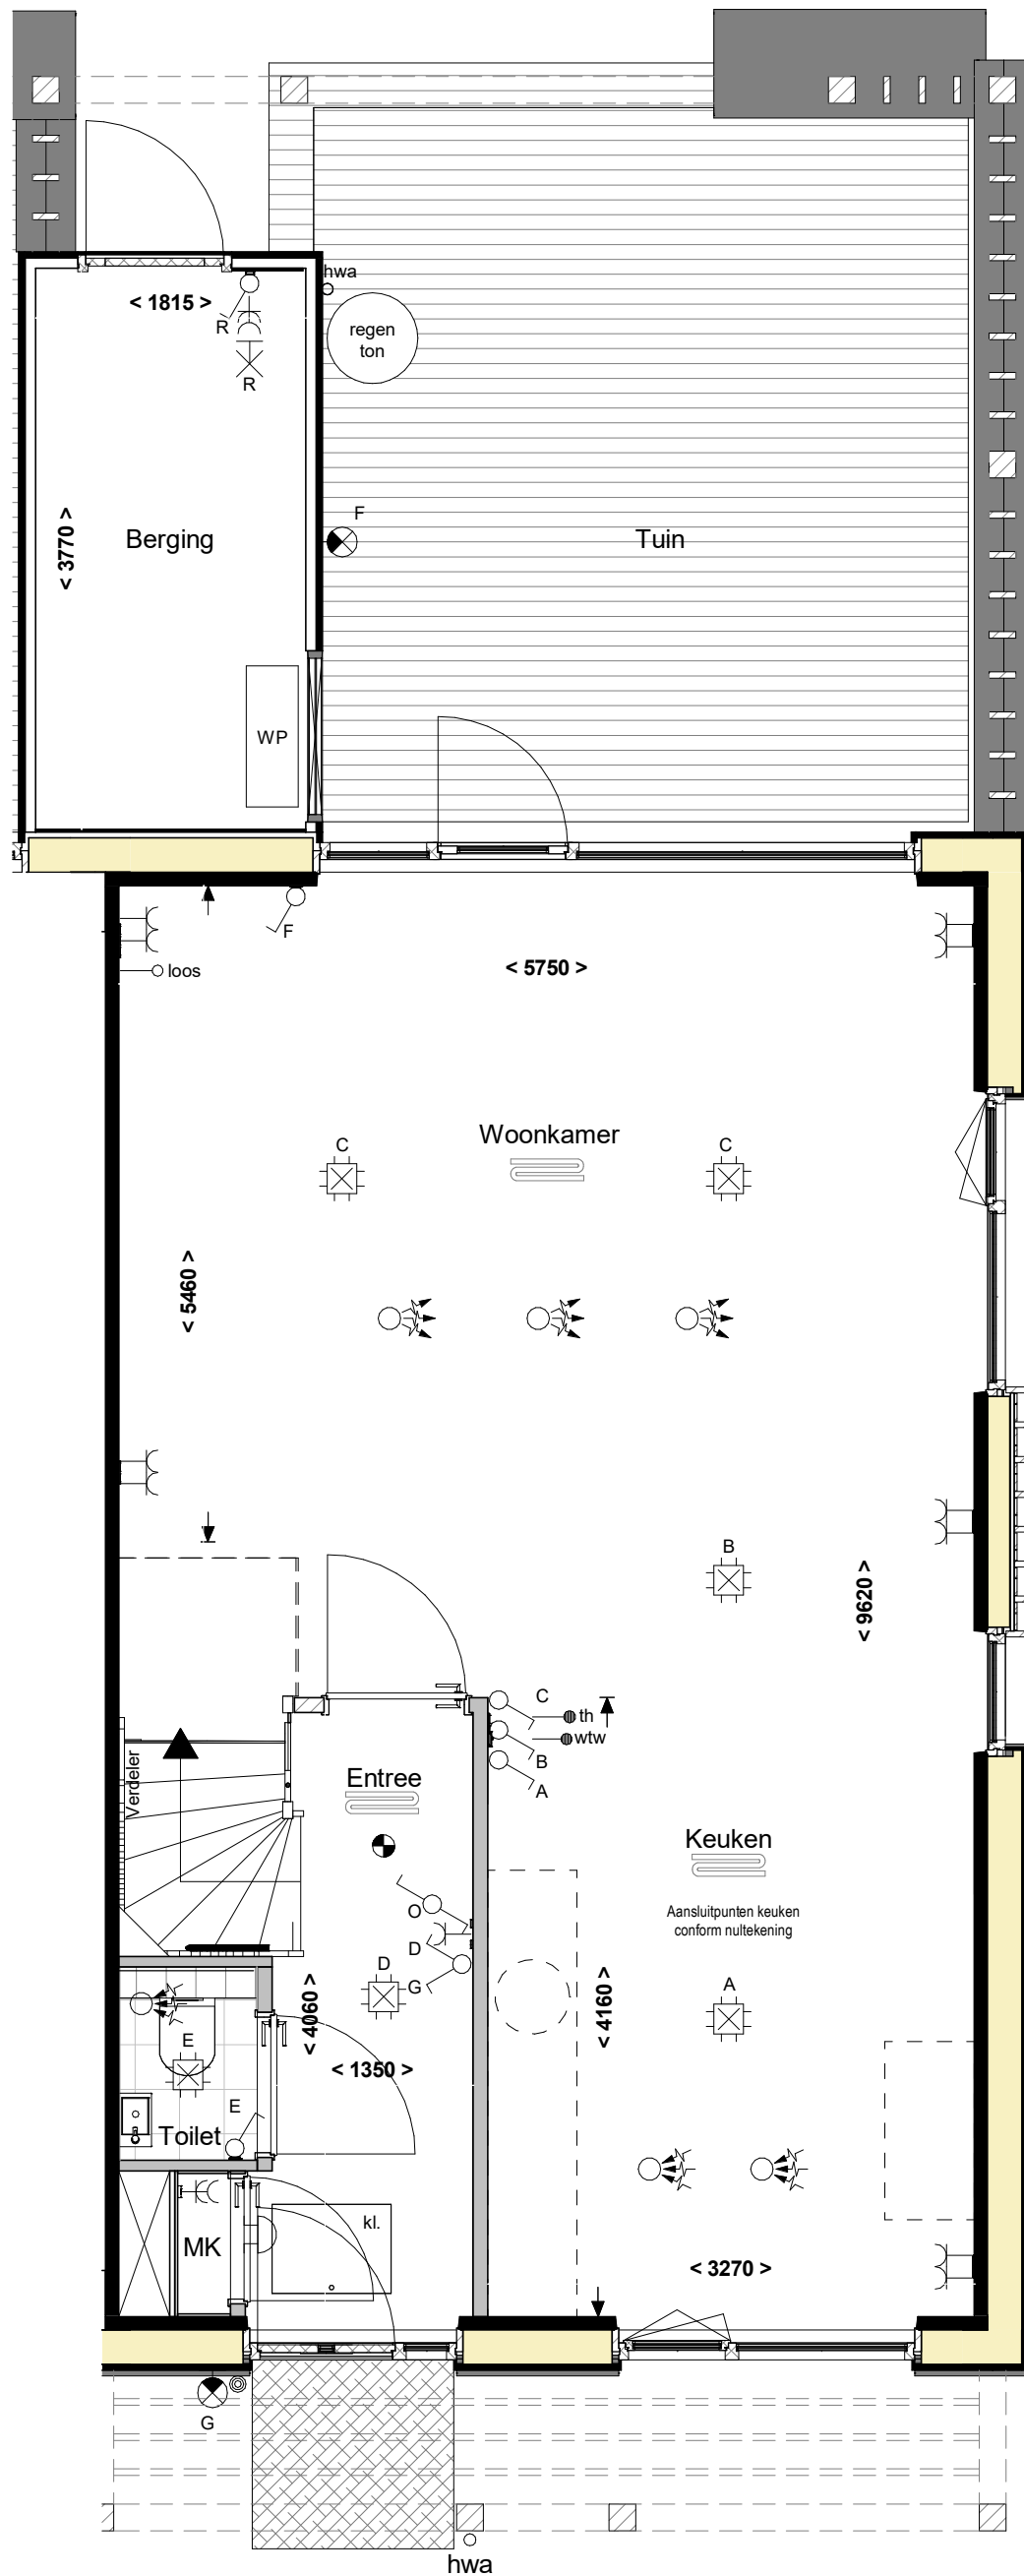 hwa
< 1815 >
R
regen
ton
R
F
< 3770 >
Berging
Tuin
WP
F
loos
< 5750 >
Woonkamer
C
C
< 5460 >
B
< 9620 >
C
th
wtw
B
A
Verdeler
Entree
Keuken
Aansluitpunten keuken
conform nultekening
O
D
G
D
A
< 4060 >
< 4160 >
E
< 1350 >
E
Toilet
kl.
MK
< 3270 >
G
hwa